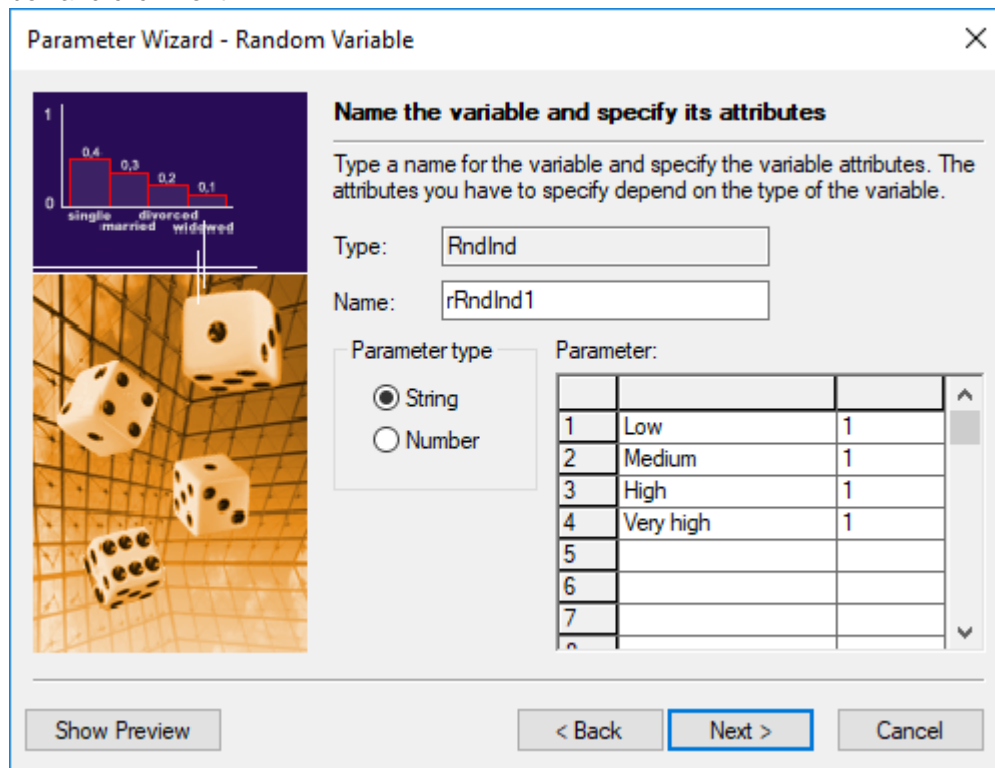 Parameter Wizard - Random Variable
1
0,4
0,3
0,2
0,1
0
single divorced
married widowed
Name the variable and specify its attributes
Type a name for the variable and specify the variable attributes. The
attributes you have to specify depend on the type of the variable.
Type: RndInd
Name: rRndInd1
Parameter type
String
Number
Parameter:
1 Low 1
2 Medium 1
3 High 1
4 Very high 1
5
6
7
Show Preview < Back Next > Cancel